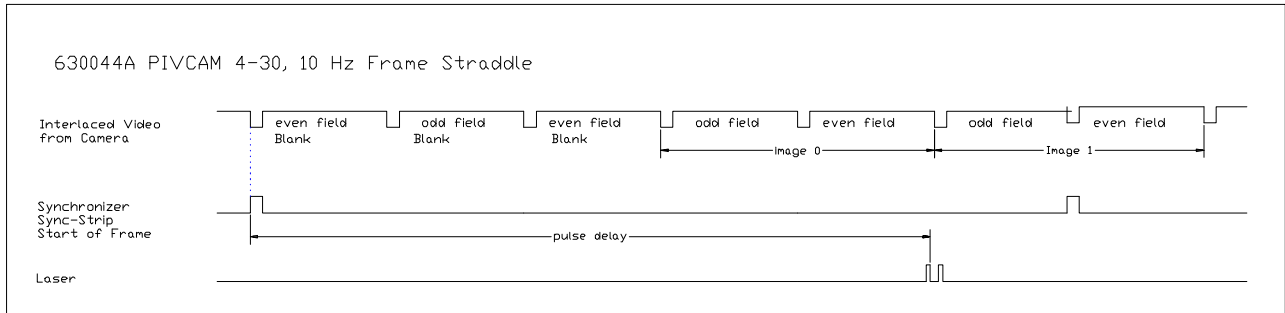 630044A PIVCAM 4-30, 10 Hz Frame Straddle
Interlaced Video
from Camera
even field
Blank
odd field
Blank
even field
Blank
odd field
even field
odd field
even field
Image 0
Image 1
Synchronizer
Sync-Strip
Start of Frame
pulse delay
Laser